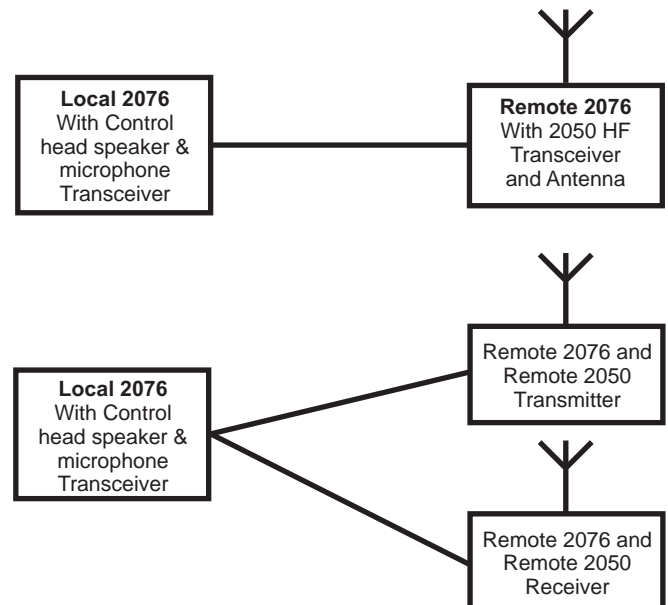 Local 2076
With Control
head speaker &
microphone
Transceiver
Remote 2076
With 2050 HF
Transceiver
and Antenna
Local 2076
With Control
head speaker &
microphone
Transceiver
Remote 2076 and
Remote 2050
Transmitter
Remote 2076 and
Remote 2050
Receiver